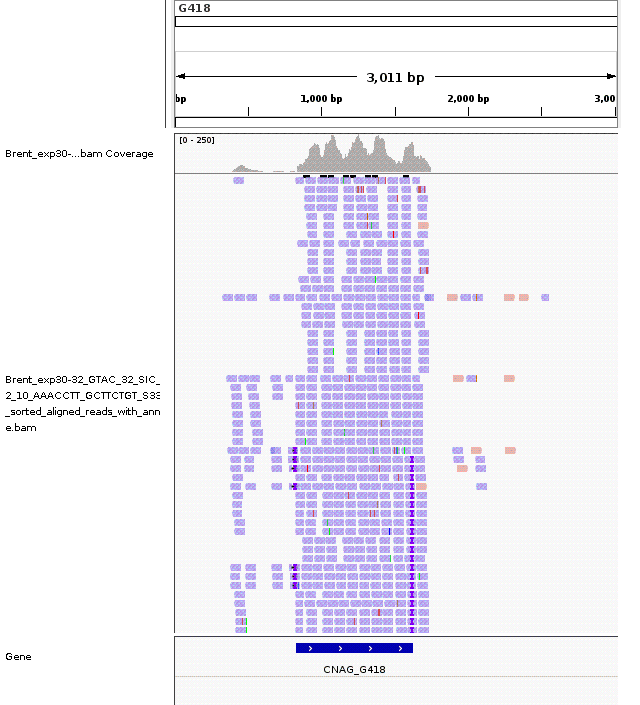 G418
3,011 bp
bp
1,000 bp
2,000 bp
3,00
[0 - 250]
Brent_exp30-...bam Coverage
Brent_exp30-32_GTAC_32_SIC_
2_10_AAACCTT_GCTTCTGT_S3S
_sorted_aligned_reads_with_ann
e.bam
Gene
CNAG_G418